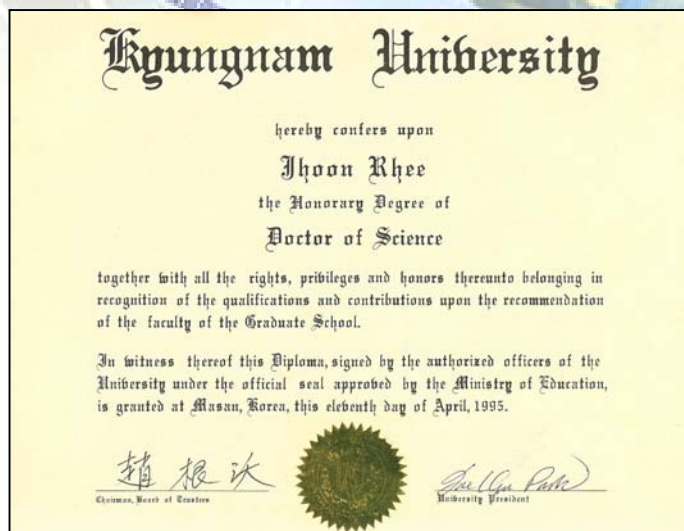 Kyungnam University
hereby confers upon
Jhoon Rhee
the Honorary Degree of
Doctor of Science
together with all the rights, privileges and honors thereunto belonging in
recognition of the qualifications and contributions upon the recommendation
of the faculty of the Graduate School.
In witness thereof this Diploma, signed by the authorized officers of the
University under the official seal approved by the Ministry of Education,
is granted at Masan, Korea, this eleventh day of April, 1995.
Chairman, Board of Trustees
University President